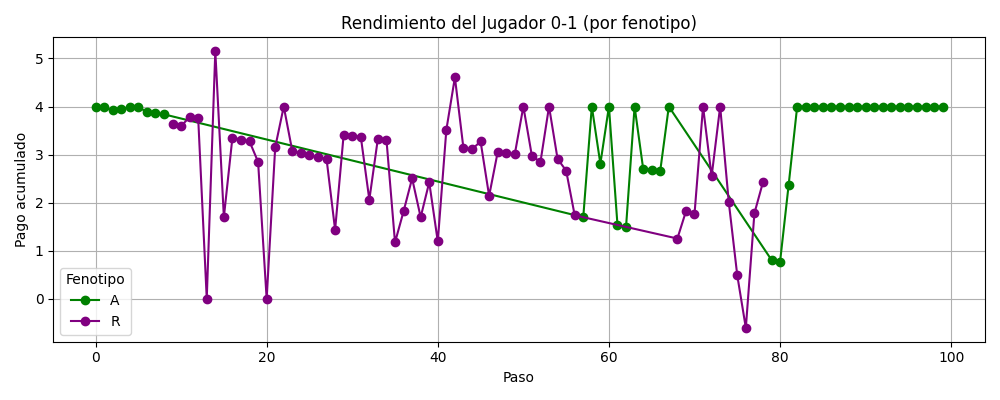 Rendimiento del Jugador 0-1 (por fenotipo)
Pago acumulado
5
4
3
2
1
0
Fenotipo
A
R
0
20
40
60
80
100
Paso